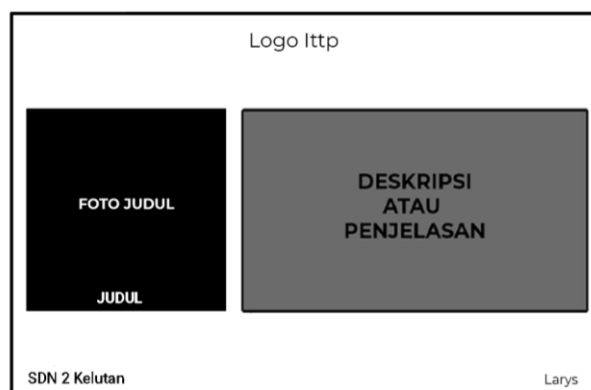 Logo Ittp
FOTO JUDUL
JUDUL
DESKRIPSI
ATAU
PENJELASAN
SDN 2 Kelutan
Larys